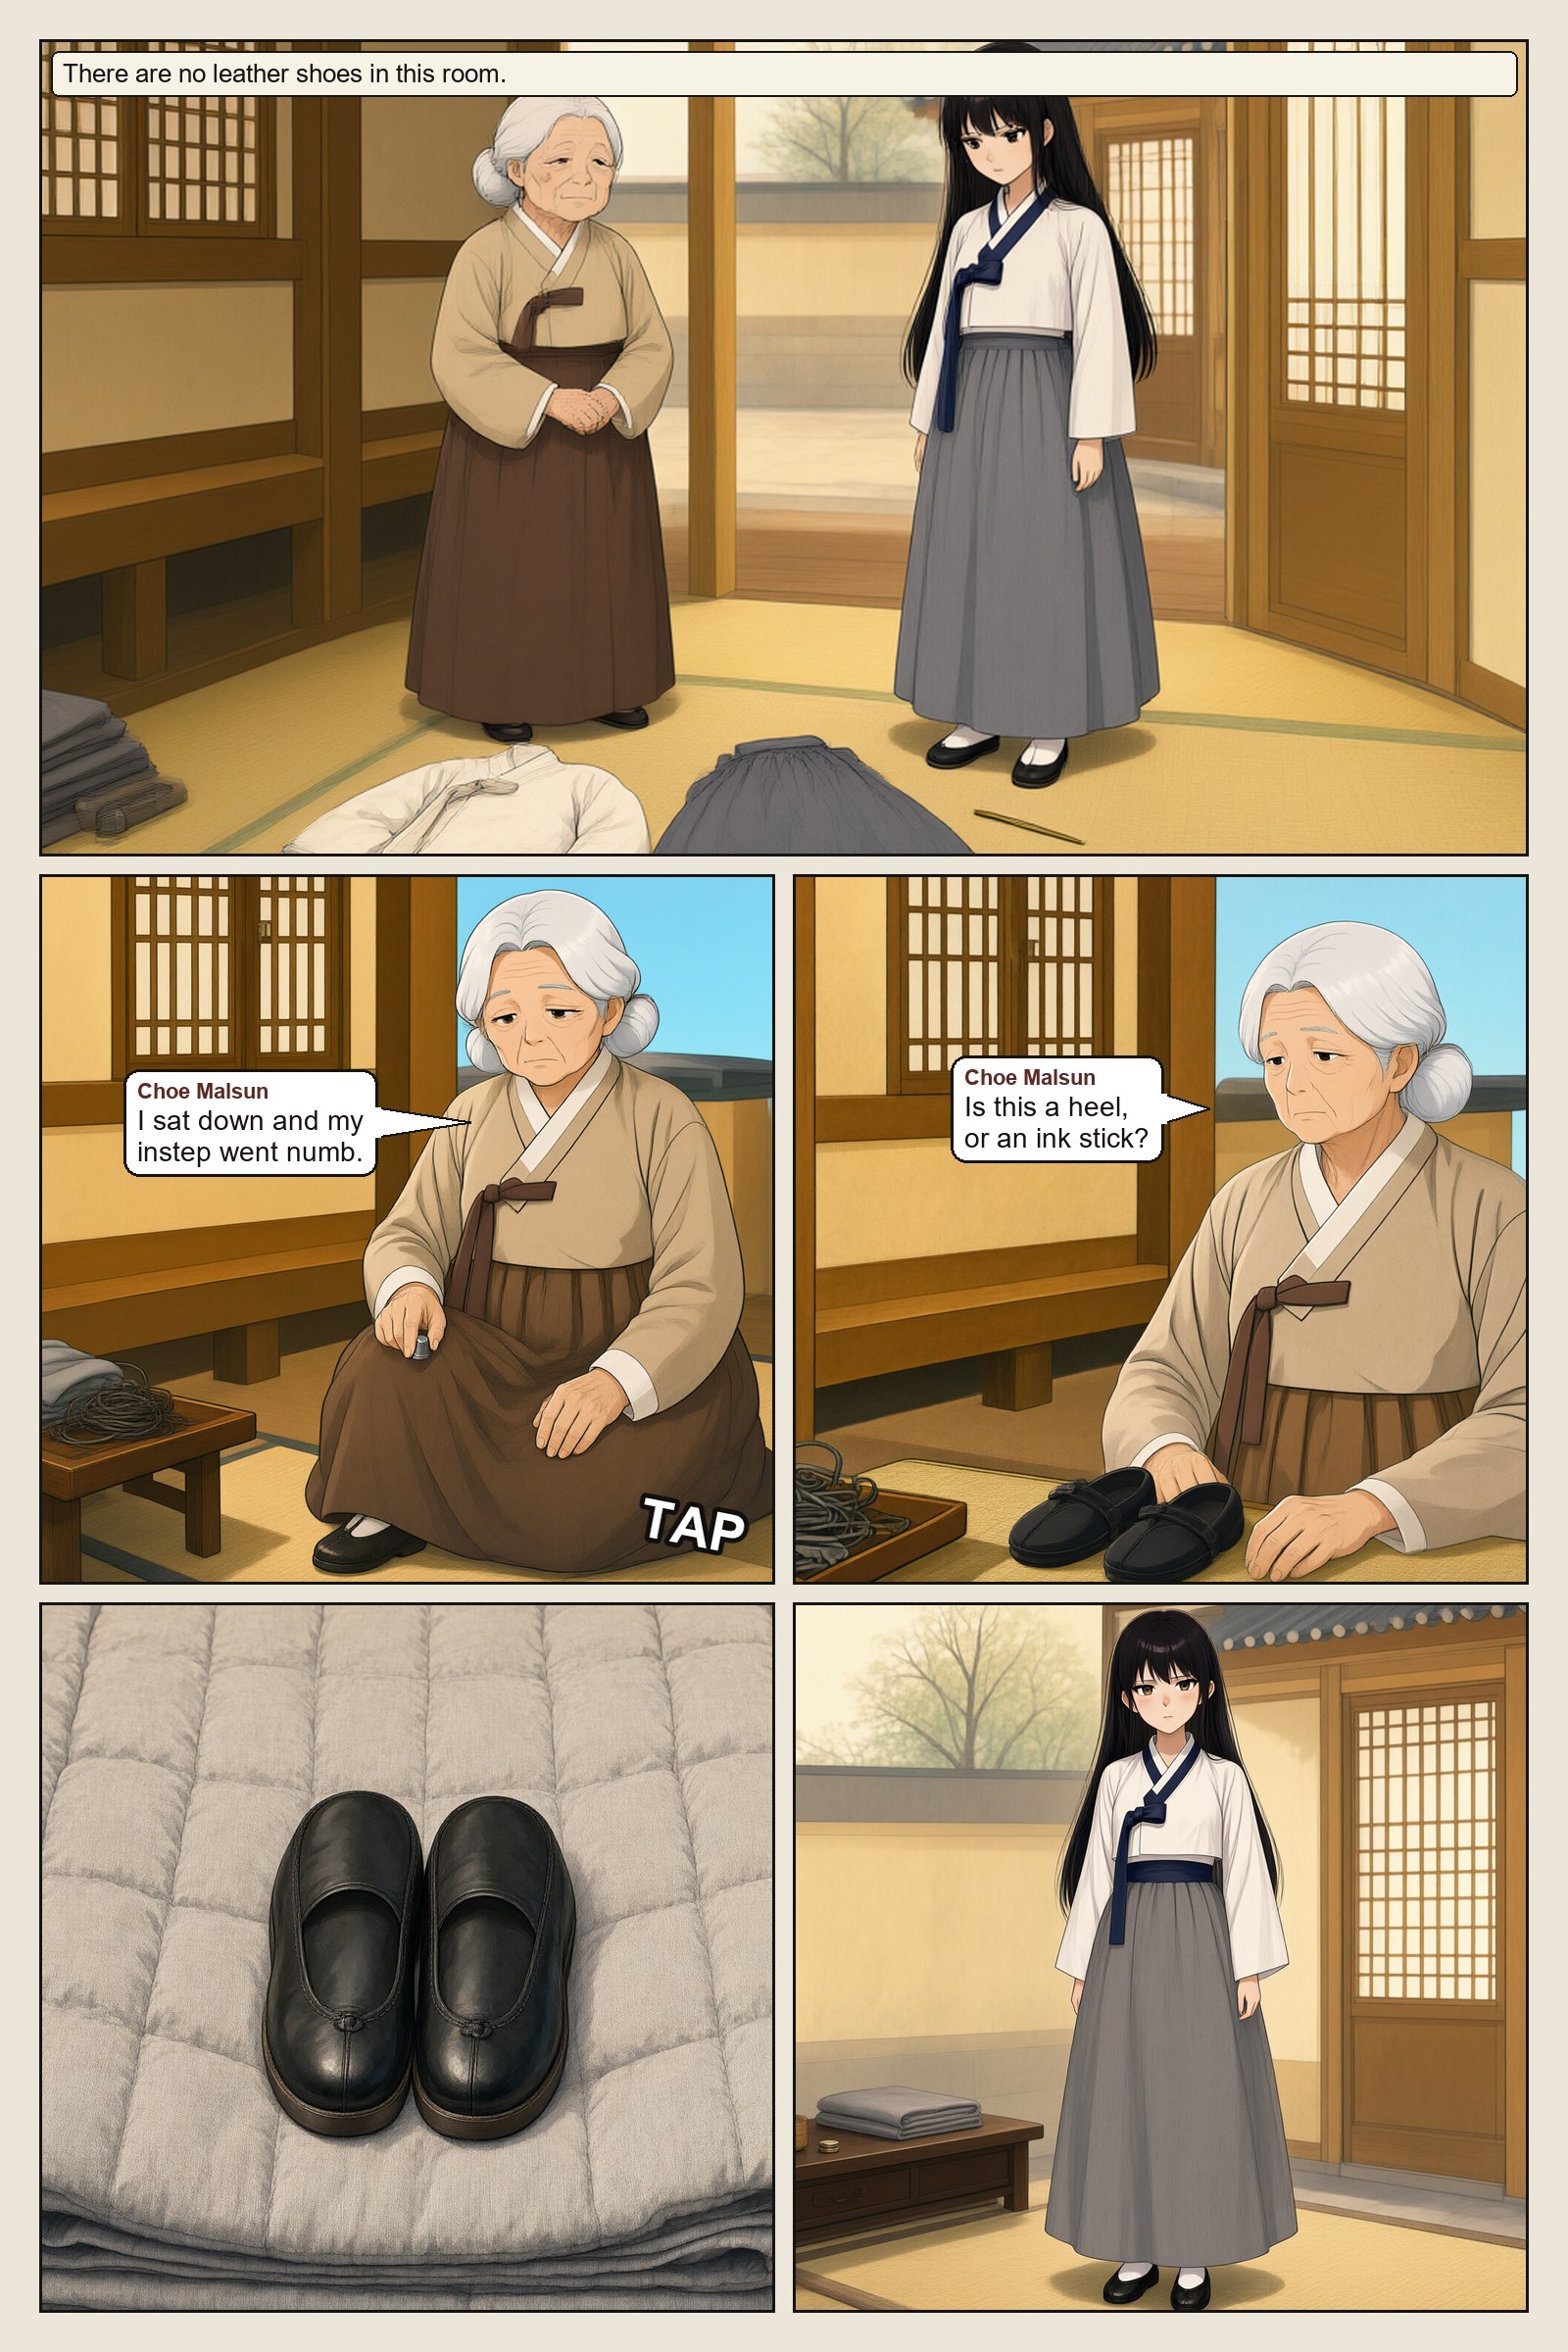 There are no leather shoes in this room.
Choe Malsun
I sat down and my
instep went numb.
TAP
Choe Malsun
Is this a heel,
or an ink stick?